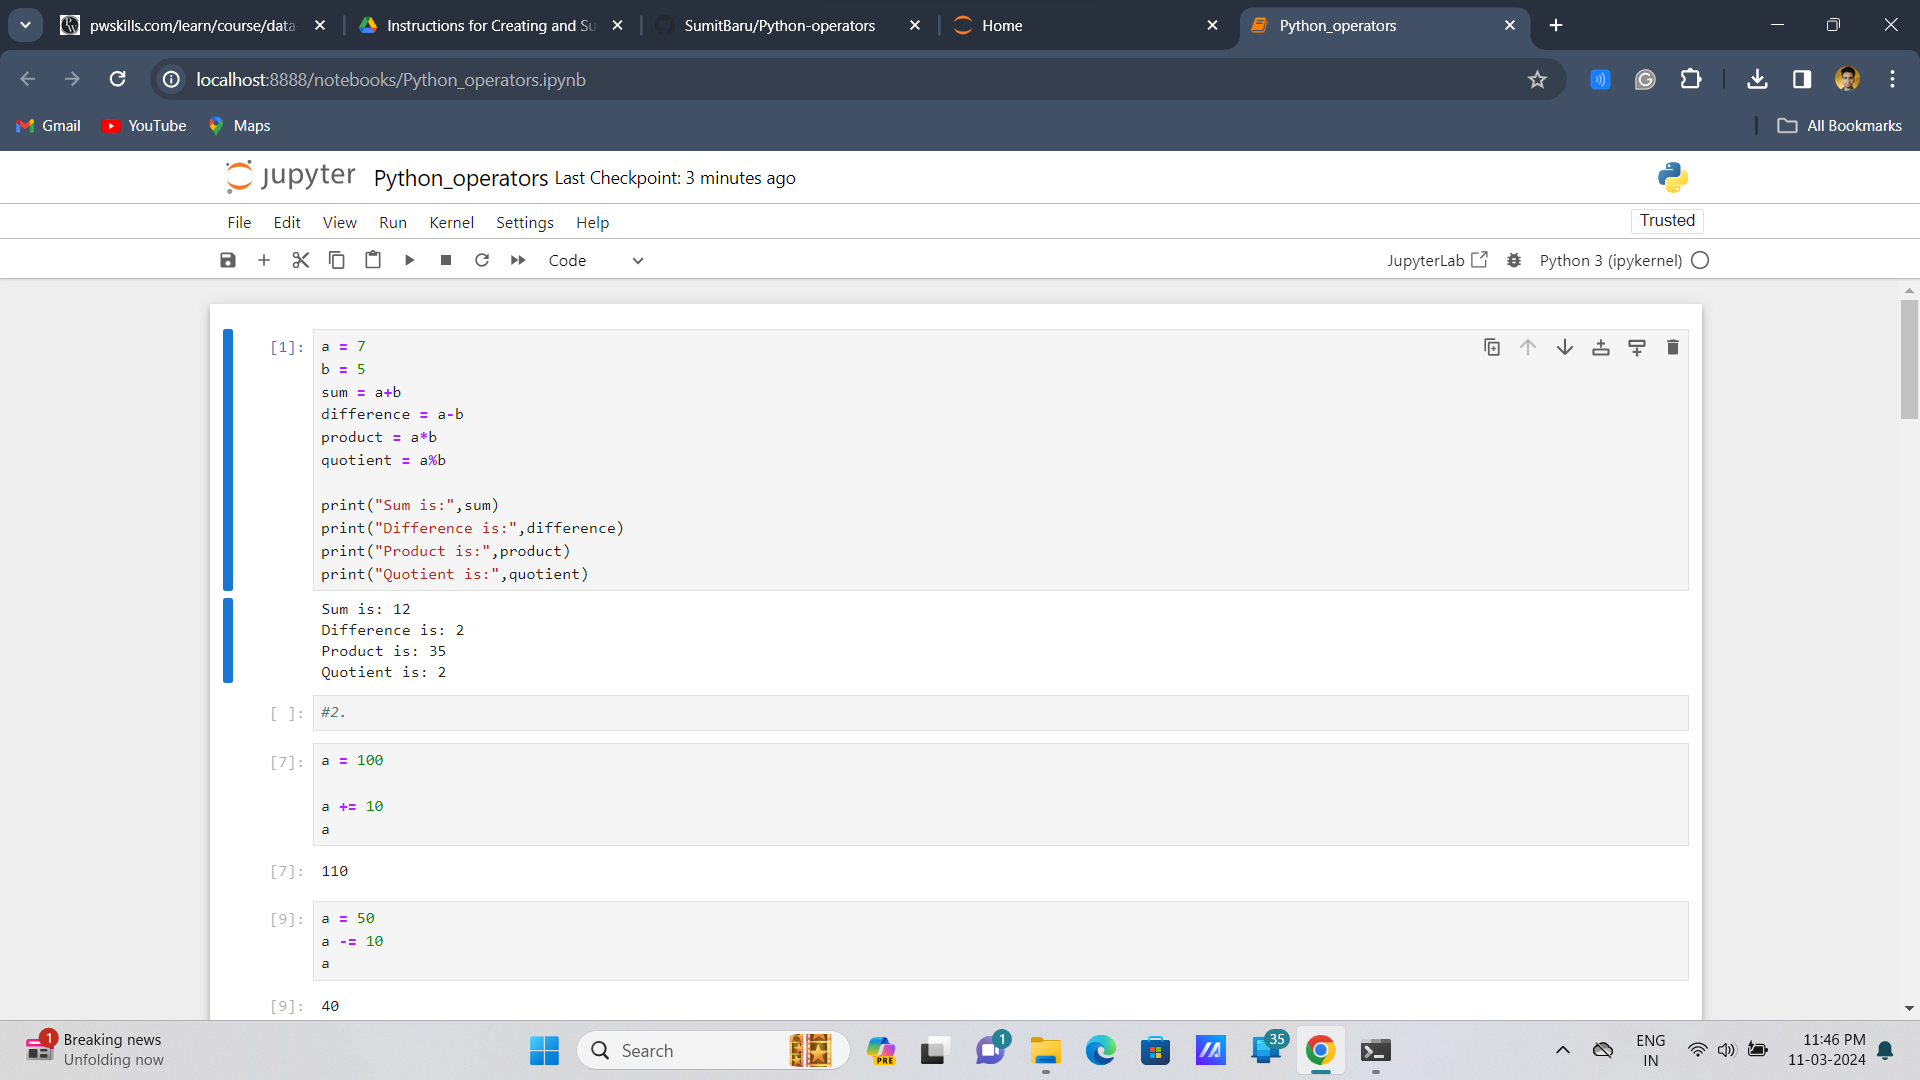 pwskills.com/learn/course/data-
Instructions for Creating and Su
SumitBaru/Python-operators
Home
Python_operators
localhost:8888/notebooks/Python_operators.ipynb
Gmail
YouTube
Maps
All Bookmarks
jupyter
Python_operators Last Checkpoint: 3 minutes ago
File Edit View Run Kernel Settings Help
Trusted
Code
JupyterLab
Python 3 (ipykernel)
[1]:
a = 7
b = 5
sum = a+b
difference = a-b
product = a*b
quotient = a%b
print("Sum is:",sum)
print("Difference is:",difference)
print("Product is:",product)
print("Quotient is:",quotient)
Sum is: 12
Difference is: 2
Product is: 35
Quotient is: 2
[ ]: #2.
[7]:
a = 100
a += 10
a
[7]: 110
[9]:
a = 50
a -= 10
a
[9]: 40
1
Breaking news
Unfolding now
Search
PRE
1
35
ENG
IN
11:46 PM
11-03-2024